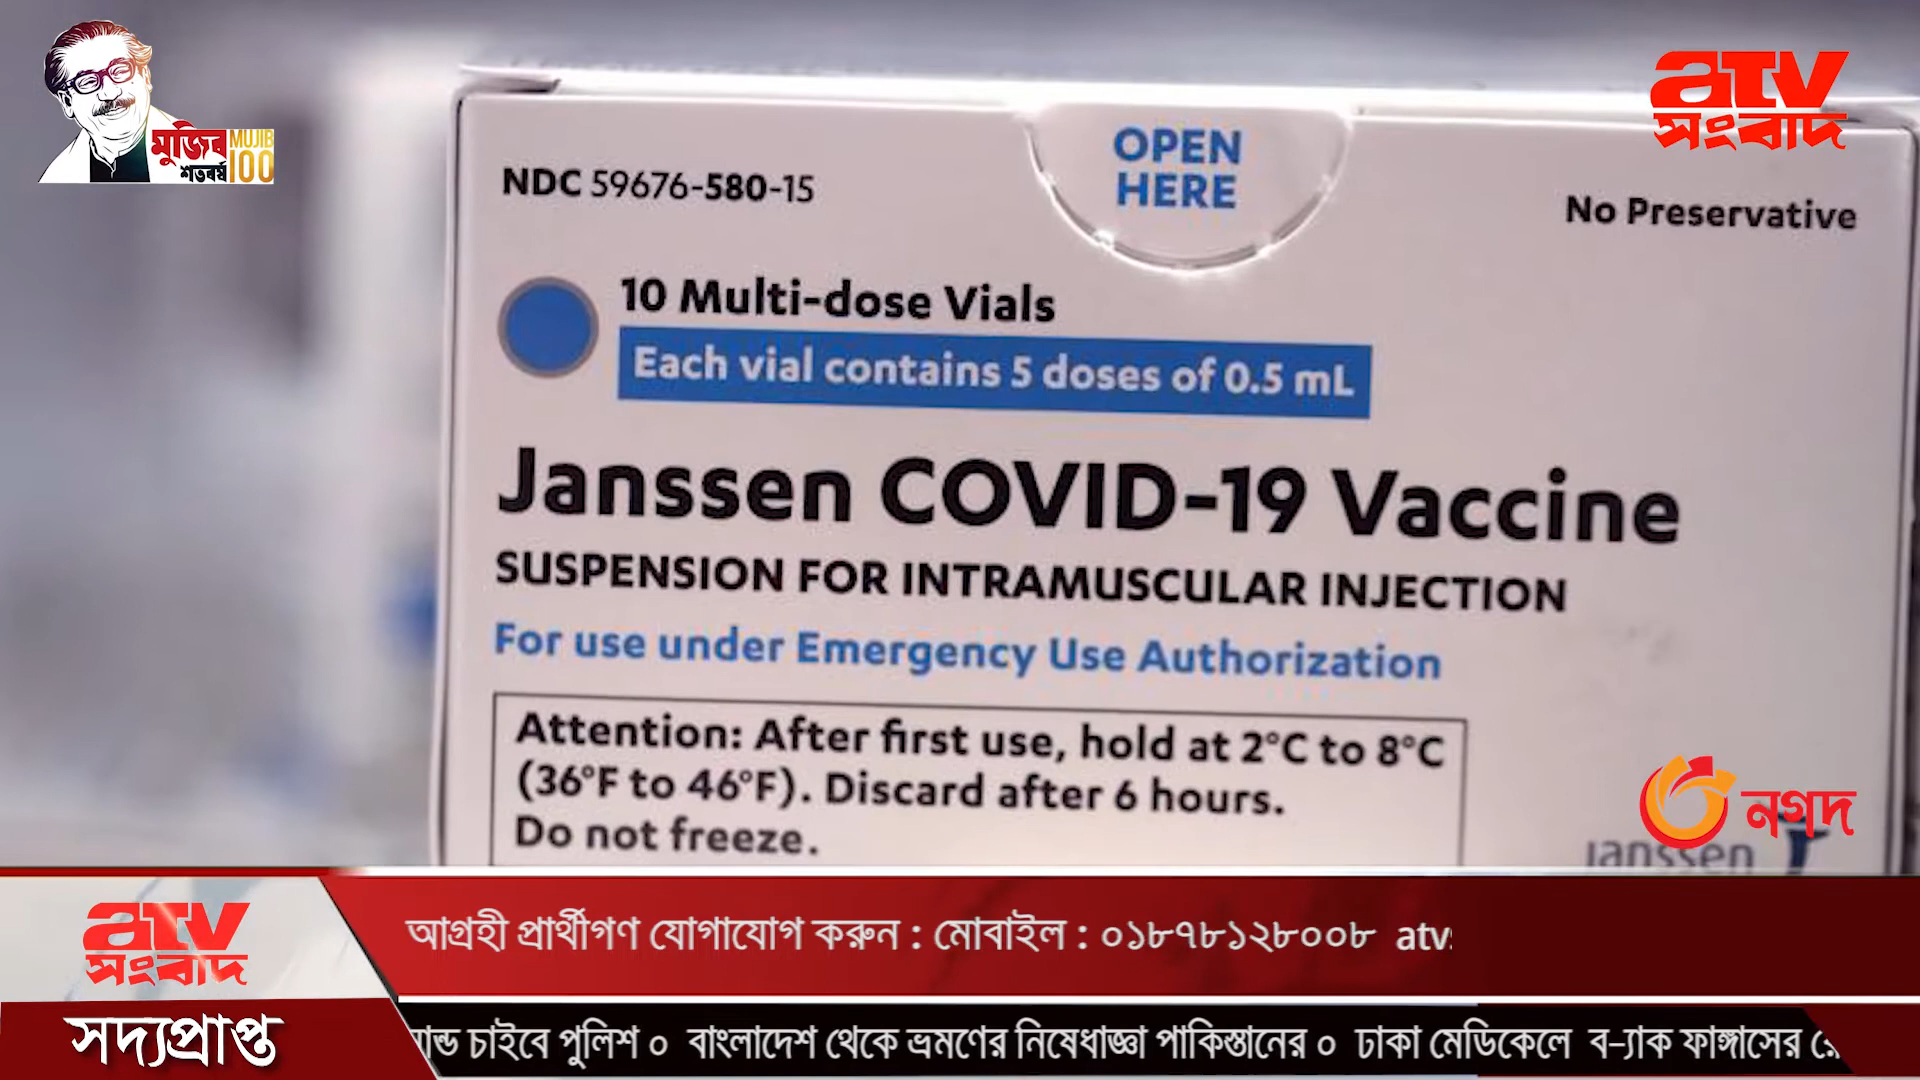 মুজিব MUJIB
শতবর্ষ 100
atv
সংবাদ
OPEN
HERE
NDC 59676-580-15
No Preservative
10 Multi-dose Vials
Each vial contains 5 doses of 0.5 mL
Janssen COVID-19 Vaccine
SUSPENSION FOR INTRAMUSCULAR INJECTION
For use under Emergency Use Authorization
Attention: After first use, hold at 2°C to 8°C
(36°F to 46°F). Discard after 6 hours.
Do not freeze.
নগদ
janssen
atv
সংবাদ
আগ্রহী প্রার্থীগণ যোগাযোগ করুন : মোবাইল : ০১৮৭৮১২৮০০৮ atv
সদ্যপ্রাপ্ত
চাইবে পুলিশ ০ বাংলাদেশ থেকে ভ্রমণের নিষেধাজ্ঞা পাকিস্তানের ০ ঢাকা মেডিকেলে ব-্যাক ফাঙ্গাসের